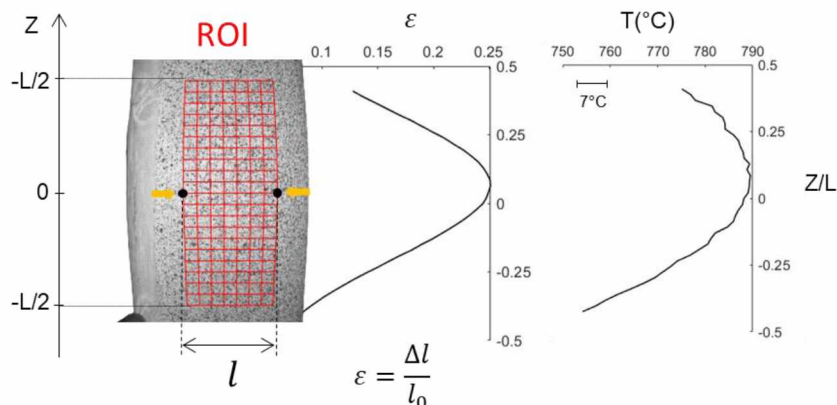 Z
ROI
-L/2
0
-L/2
l
ε
0.1 0.15 0.2 0.25
0.5
0.25
0
-0.25
-0.5
ε = Δl / l₀
T(°C)
750 760 770 780 790
7°C
0.5
0.25
0
-0.25
-0.5
Z/L